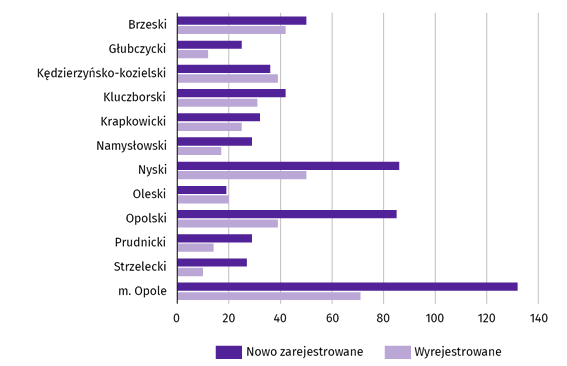 Brzeski
Głubczycki
Kędzierzyńsko-kozielski
Kluczborski
Krapkowicki
Namysłowski
Nyski
Oleski
Opolski
Prudnicki
Strzelecki
m. Opole
0 20 40 60 80 100 120 140
Nowo zarejestrowane Wyrejestrowane